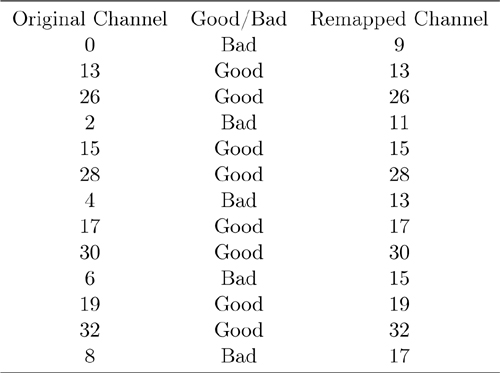 Original Channel Good/Bad Remapped Channel
0 Bad 9
13 Good 13
26 Good 26
2 Bad 11
15 Good 15
28 Good 28
4 Bad 13
17 Good 17
30 Good 30
6 Bad 15
19 Good 19
32 Good 32
8 Bad 17